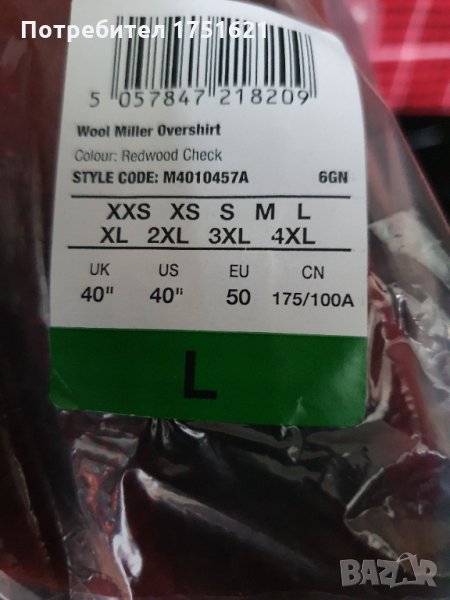 Потребител 1751621
5 057847 218209
Wool Miller Overshirt
Colour: Redwood Check
STYLE CODE: M4010457A 6GN
XXS XS S M L
XL 2XL 3XL 4XL
UK US EU CN
40" 40" 50 175/100A
L
BAZAR